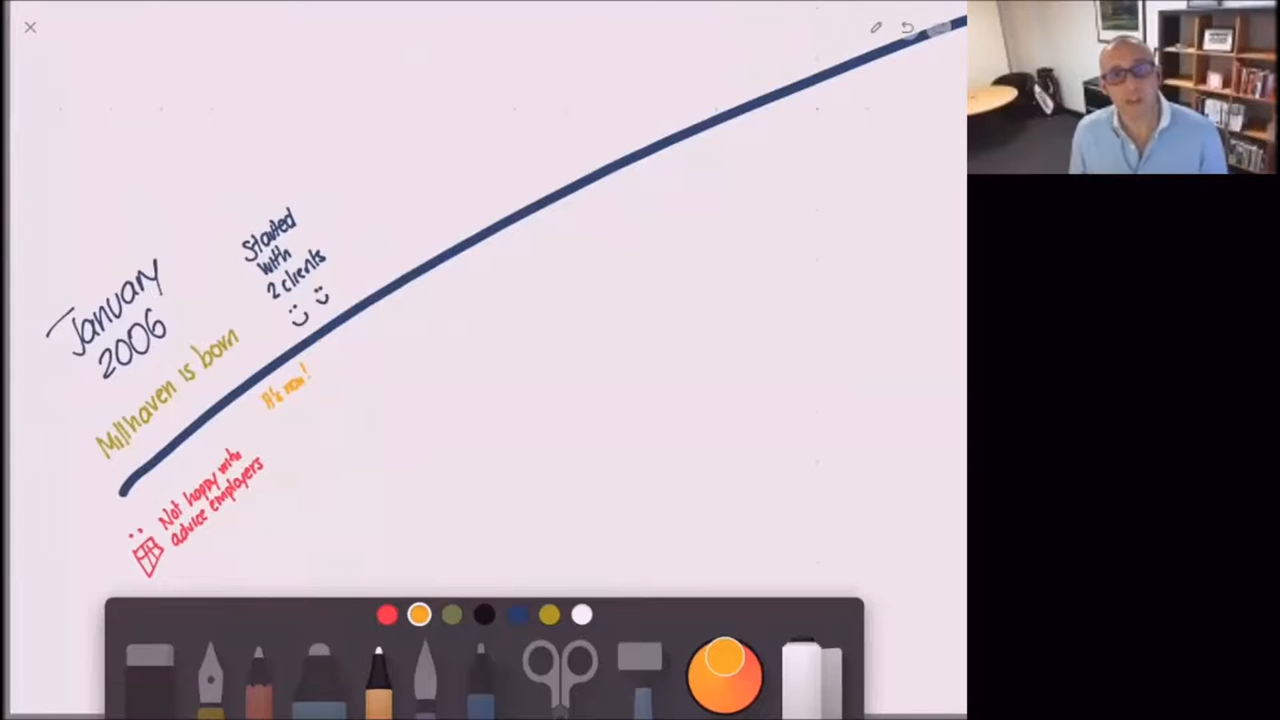 January
2006
Millhaven is born
Started
with
2 clients
It's now!
Not happy with
advice employers